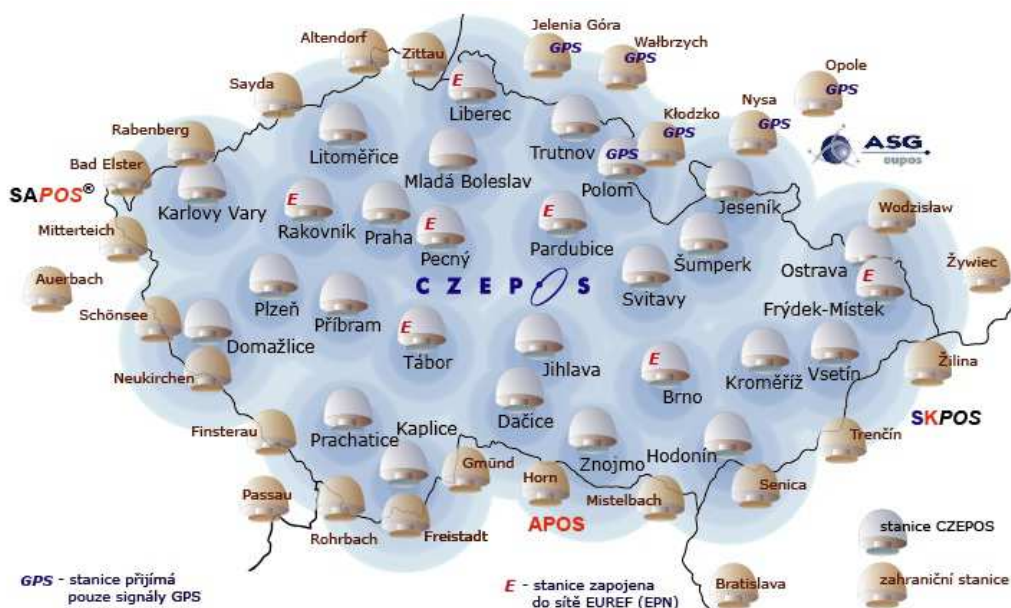 Altendorf
Zittau
Jelenia Góra
GPS
Wałbrzych
GPS
Opole
GPS
Sayda
E
Liberec
Nysa
GPS
Kłodzko
GPS
ASG
eupos
Rabenberg
Litoměřice
Trutnov
GPS
Polom
Bad Elster
Mladá Boleslav
SAPOS®
Karlovy Vary
E
Rakovník
Praha
E
Pecný
E
Pardubice
Jeseník
Wodzisław
Mitterteich
Šumperk
Ostrava
Żywiec
Auerbach
CZEPOS
Svitavy
E
Frýdek-Místek
Plzeň
Příbram
Schönsee
Domažlice
E
Tábor
Jihlava
E
Brno
Kroměříž
Vsetín
Žilina
Neukirchen
Dačice
SKPOS
Finsterau
Prachatice
Kaplice
Znojmo
Hodonín
Trenčín
Gmünd
Horn
Mistelbach
Senica
Passau
Rohrbach
Freistadt
APOS
stanice CZEPOS
GPS - stanice přijímá
pouze signály GPS
E - stanice zapojena
do sítě EUREF (EPN)
Bratislava
zahraniční stanice